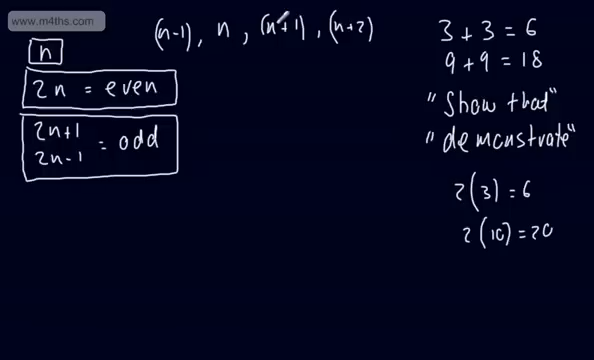 www.m4ths.com
(n-1), n, (n+1), (n+2)
n
2n = even
2n+1
2n-1 = odd
3 + 3 = 6
9 + 9 = 18
"Show that"
"demonstrate"
2(3) = 6
2(10) = 20